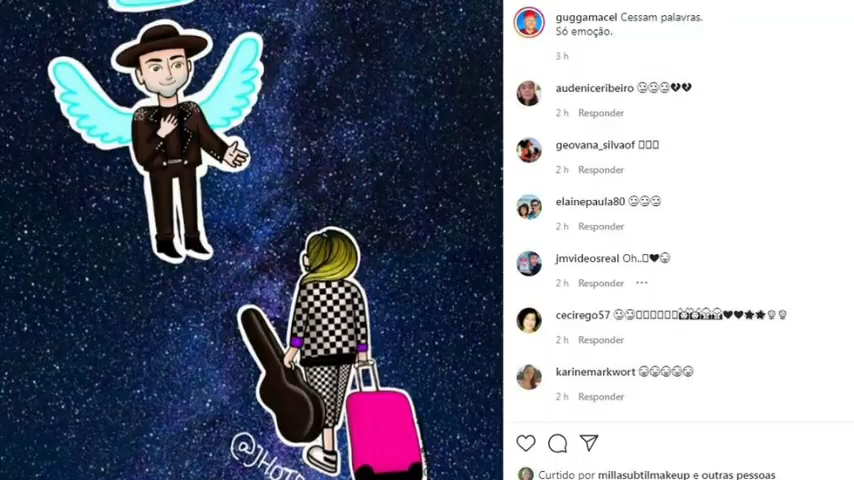 guggamacel Cessam palavras.
Só emoção.
3 h
audeniceribeiro
2 h Responder
geovana_silvaof
2 h Responder
elainepaula80
2 h Responder
jmvideosreal Oh..
2 h Responder ...
cecirego57
2 h Responder
karinemarkwort
2 h Responder
Curtido por millasubtilmakeup e outras pessoas